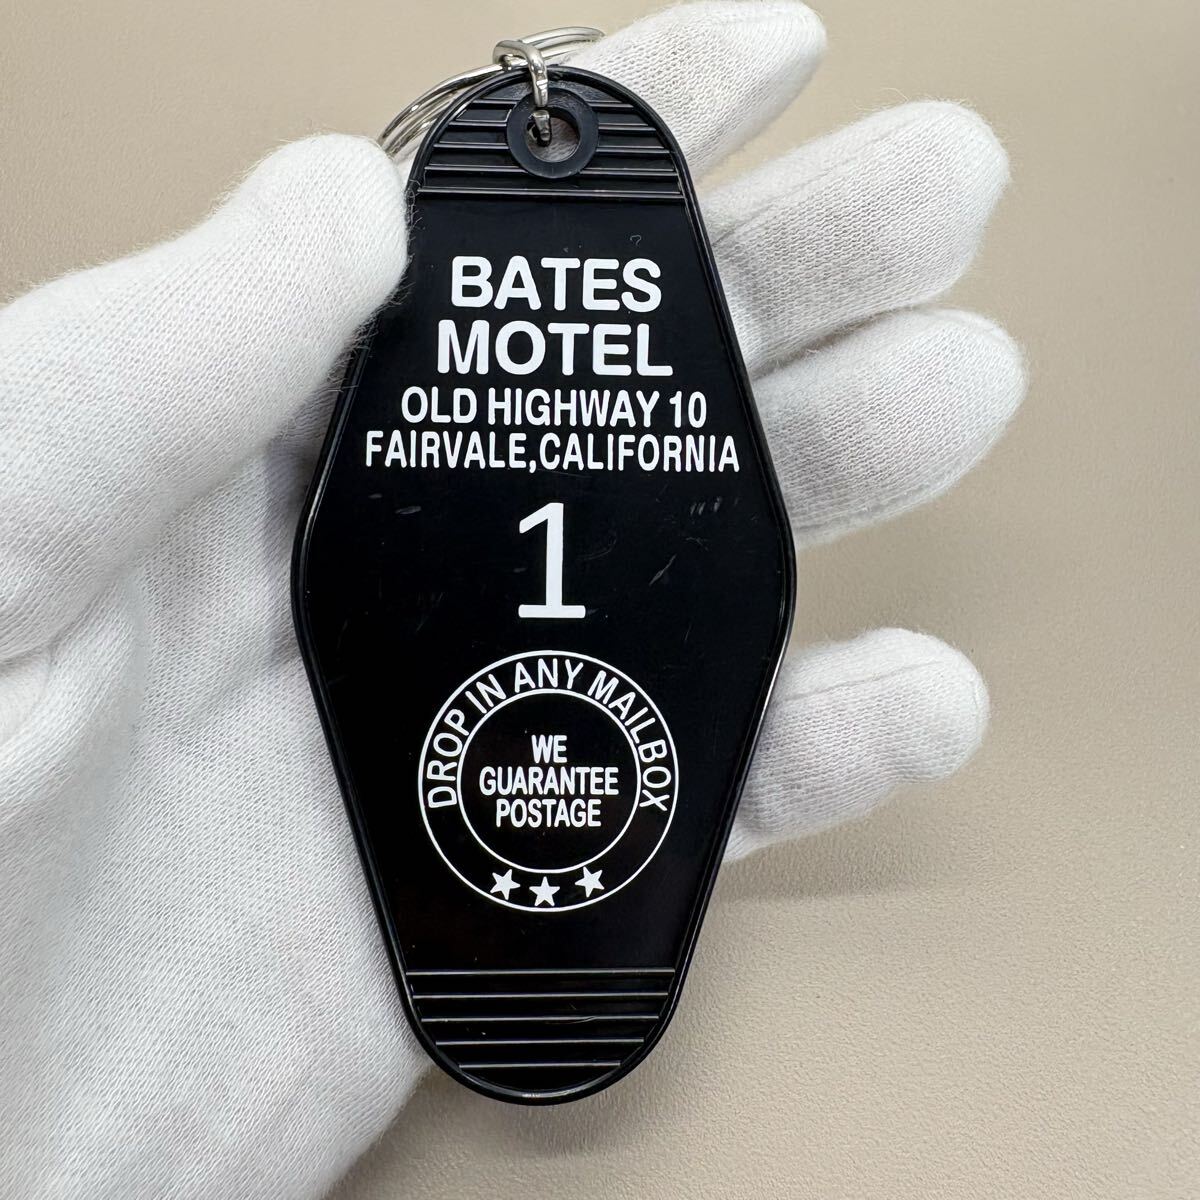 BATES
MOTEL
OLD HIGHWAY 10
FAIRVALE,CALIFORNIA
1
DROP IN ANY MAILBOX
WE
GUARANTEE
POSTAGE